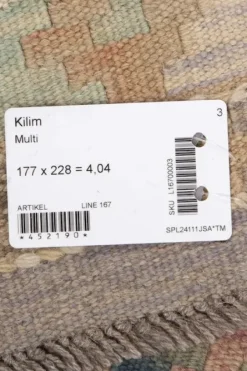 Kilim
3
Multi
177 x 228 = 4,04
ARTIKEL
LINE 167
*452190*
SKU L16700003
SPL24111JSA*TM